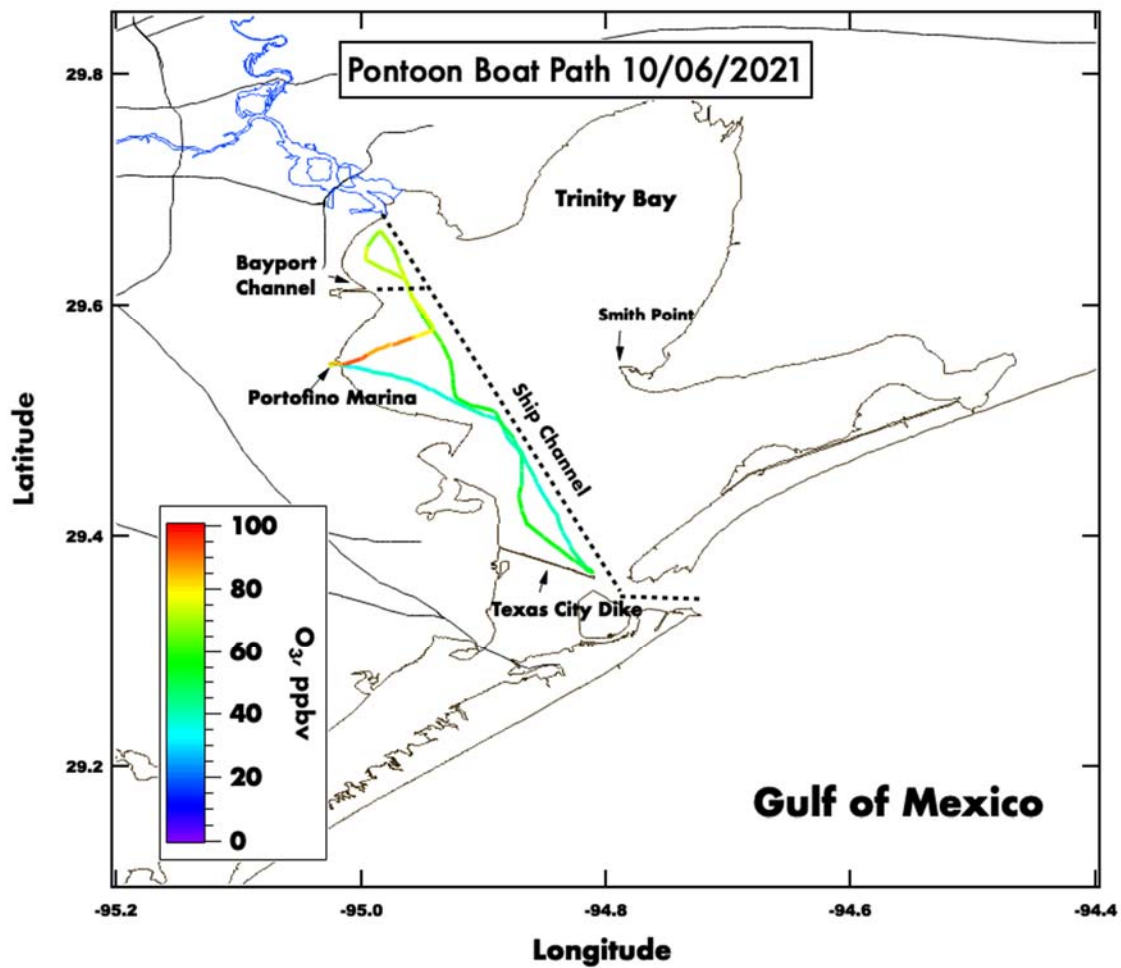 Pontoon Boat Path 10/06/2021
29.8
29.6
29.4
29.2
Latitude
Trinity Bay
Bayport
Channel
Smith Point
Portofino Marina
Ship Channel
Texas City Dike
100
80
60
40
20
0
O3, ppbv
Gulf of Mexico
-95.2
-95.0
-94.8
-94.6
-94.4
Longitude